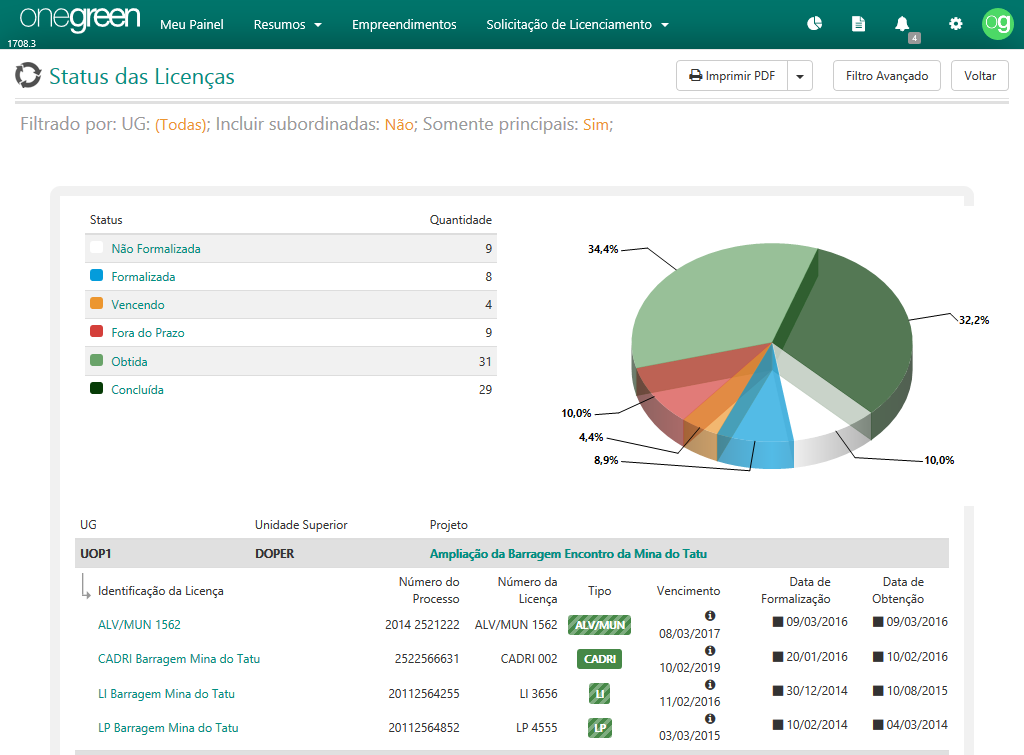 onegreen
1708.3
Meu Painel
Resumos
Empreendimentos
Solicitação de Licenciamento
4
og
Status das Licenças
Imprimir PDF
Filtro Avançado
Voltar
Filtrado por: UG: (Todas); Incluir subordinadas: Não; Somente principais: Sim;
Status Quantidade
Não Formalizada 9
Formalizada 8
Vencendo 4
Fora do Prazo 9
Obtida 31
Concluída 29
34,4%
32,2%
10,0%
4,4%
8,9%
10,0%
UG Unidade Superior Projeto
UOP1 DOPER Ampliação da Barragem Encontro da Mina do Tatu
Identificação da Licença
Número do
Processo
Número da
Licença
Tipo
Vencimento
Data de
Formalização
Data de
Obtenção
ALV/MUN 1562 2014 2521222 ALV/MUN 1562 ALV/MUN 08/03/2017 09/03/2016 09/03/2016
CADRI Barragem Mina do Tatu 2522566631 CADRI 002 CADRI 10/02/2019 20/01/2016 10/02/2016
LI Barragem Mina do Tatu 20112564255 LI 3656 LI 11/02/2016 30/12/2014 10/08/2015
LP Barragem Mina do Tatu 20112564852 LP 4555 LP 03/03/2015 10/02/2014 04/03/2014